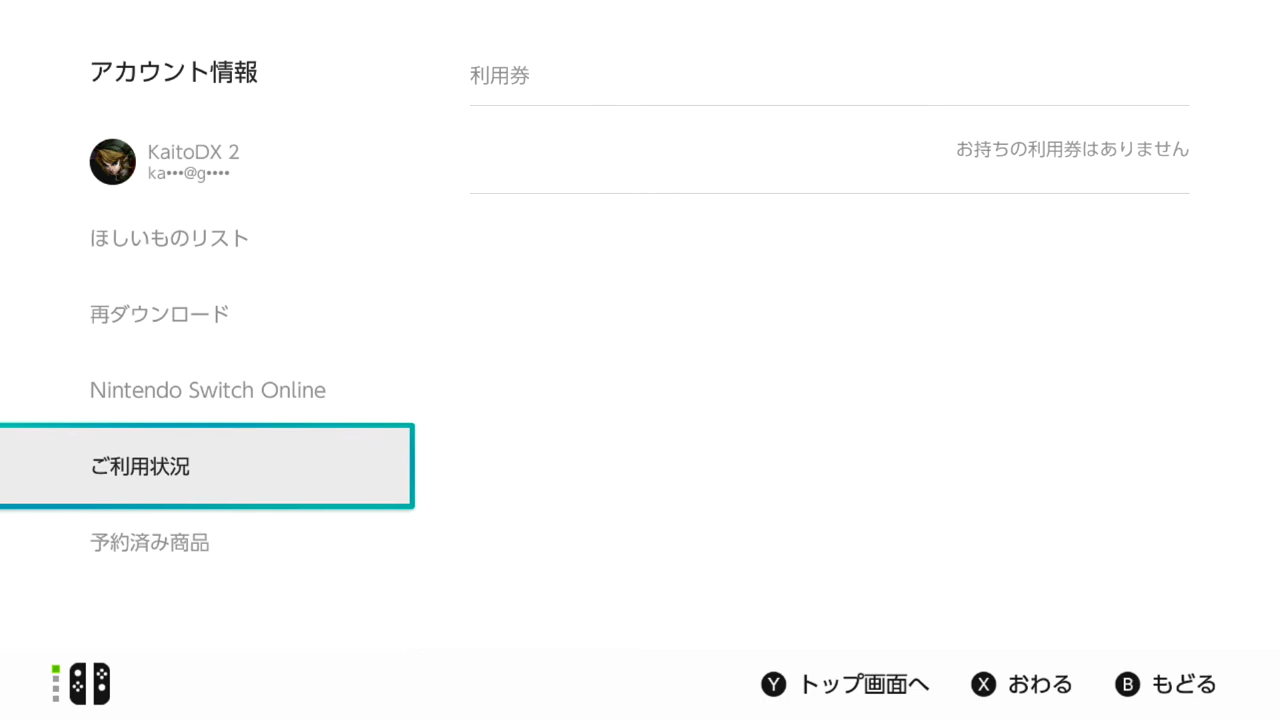 アカウント情報
KaitoDX 2
ka•••@g••••
ほしいものリスト
再ダウンロード
Nintendo Switch Online
ご利用状況
予約済み商品
利用券
お持ちの利用券はありません
Y トップ画面へ X おわる B もどる